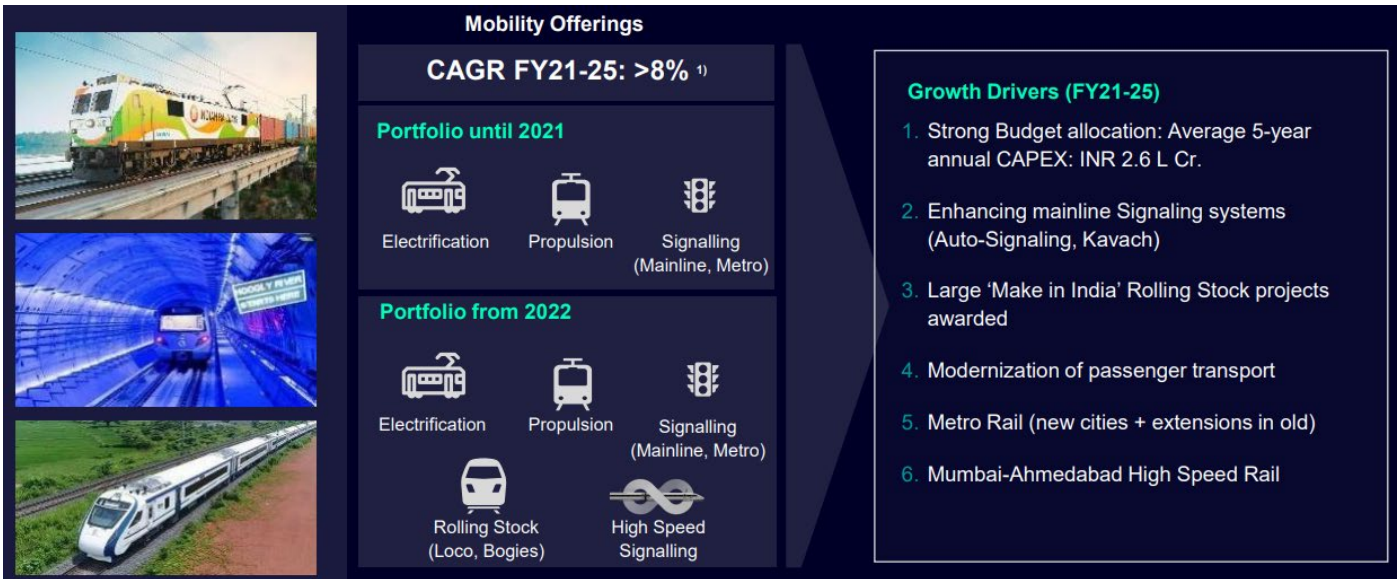 Mobility Offerings
CAGR FY21-25: >8% 1)
Portfolio until 2021
Electrification
Propulsion
Signalling
(Mainline, Metro)
Portfolio from 2022
Electrification
Propulsion
Signalling
(Mainline, Metro)
Rolling Stock
(Loco, Bogies)
High Speed
Signalling
Growth Drivers (FY21-25)
1. Strong Budget allocation: Average 5-year
annual CAPEX: INR 2.6 L Cr.
2. Enhancing mainline Signaling systems
(Auto-Signaling, Kavach)
3. Large ‘Make in India’ Rolling Stock projects
awarded
4. Modernization of passenger transport
5. Metro Rail (new cities + extensions in old)
6. Mumbai-Ahmedabad High Speed Rail
HOOGLY RIVER
STARTS HERE